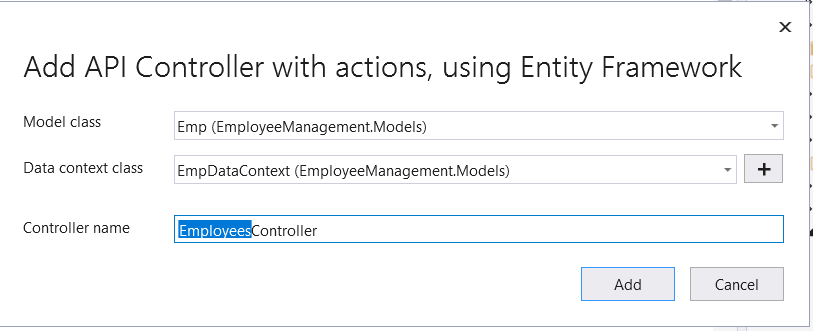 Add API Controller with actions, using Entity Framework
Model class
Emp (EmployeeManagement.Models)
Data context class
EmpDataContext (EmployeeManagement.Models)
Controller name
EmployeesController
Add
Cancel